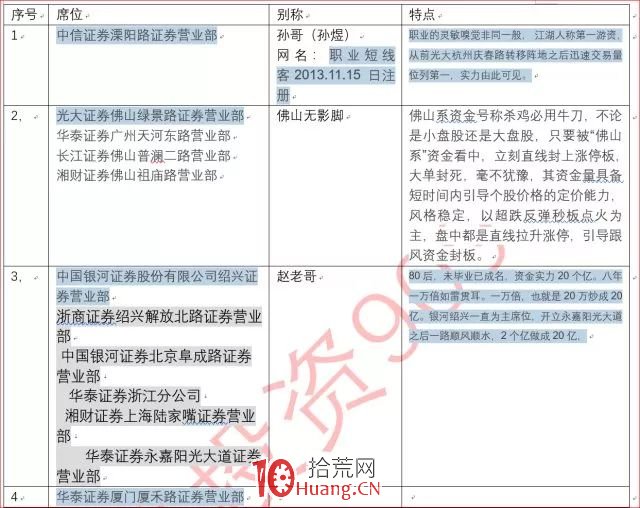 序号 席位 别称 特点
1 中信证券溧阳路证券营业部 孙哥（孙煜） 职业的灵敏嗅觉非同一般，江湖人称第一游资，
网名：职业短线 从前光大杭州庆春路转移阵地之后迅速交易量
客 2013.11.15 日注 位列第一，实力由此可见。
册
2， 光大证券佛山绿景路证券营业部 佛山无影脚 佛山系资金号称杀鸡必用牛刀，不论
华泰证券广州天河东路营业部 是小盘股还是大盘股，只要被“佛山
长江证券佛山普澜二路营业部 系”资金看中，立刻直线封上涨停板，
湘财证券佛山祖庙路营业部 大单封死，毫不犹豫，其资金量具备
短时间内引导个股价格的定价能力，
风格稳定，以超跌反弹秒板点火为
主，盘中都是直线拉升涨停，引导跟
风资金封板。
3， 中国银河证券股份有限公司绍兴证 赵老哥 80 后，未毕业已成名，资金实力 20 个亿。八年
券营业部 一万倍如雷贯耳。一万倍，也就是 20 万炒成 20
浙商证券绍兴解放北路证券营业 亿。银河绍兴一直为主席位，开立永嘉阳光大道
部 之后一路顺风顺水，2 个亿做成 20 亿，
中国银河证券北京阜成路证券
营业部
华泰证券浙江分公司
湘财证券上海陆家嘴证券营业
部
华泰证券永嘉阳光大道证券
营业部
4 华泰证券厦门厦禾路证券营业部
投资96
拾荒网
10Huang.CN